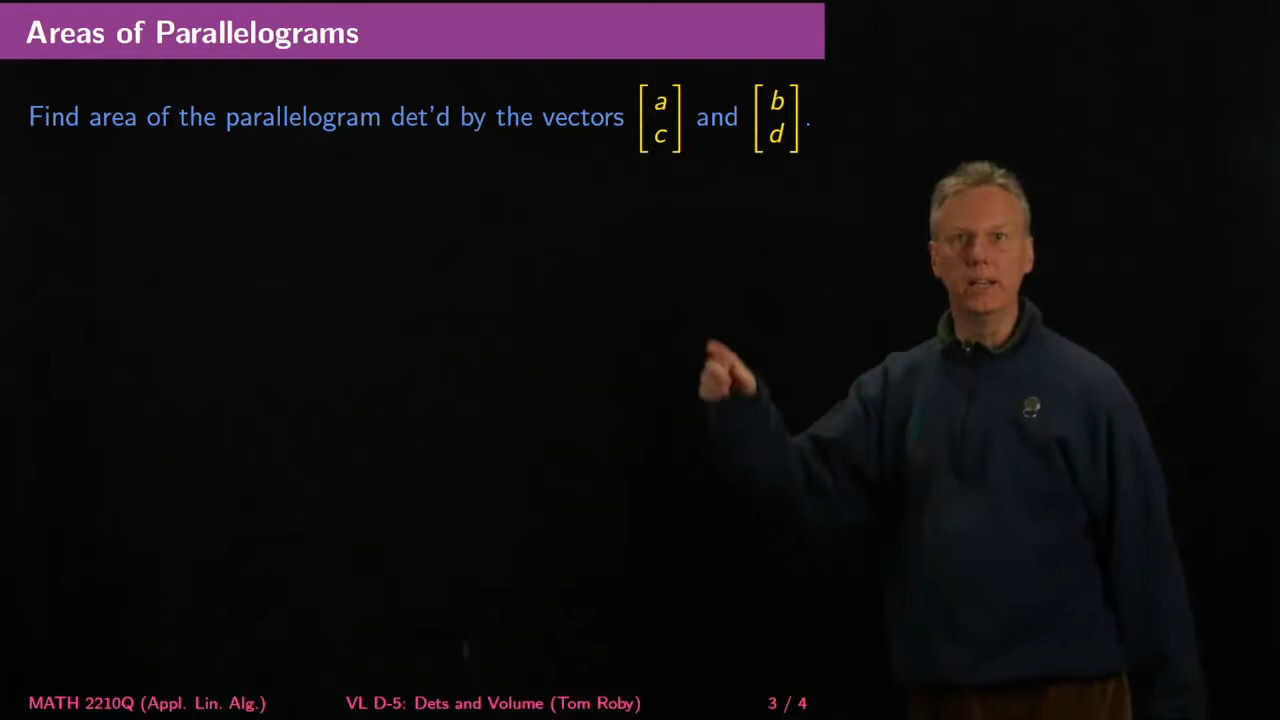 Areas of Parallelograms
Find area of the parallelogram det'd by the vectors [a c] and [b d].
MATH 2210Q (Appl. Lin. Alg.) VL D-5: Dets and Volume (Tom Roby) 3 / 4